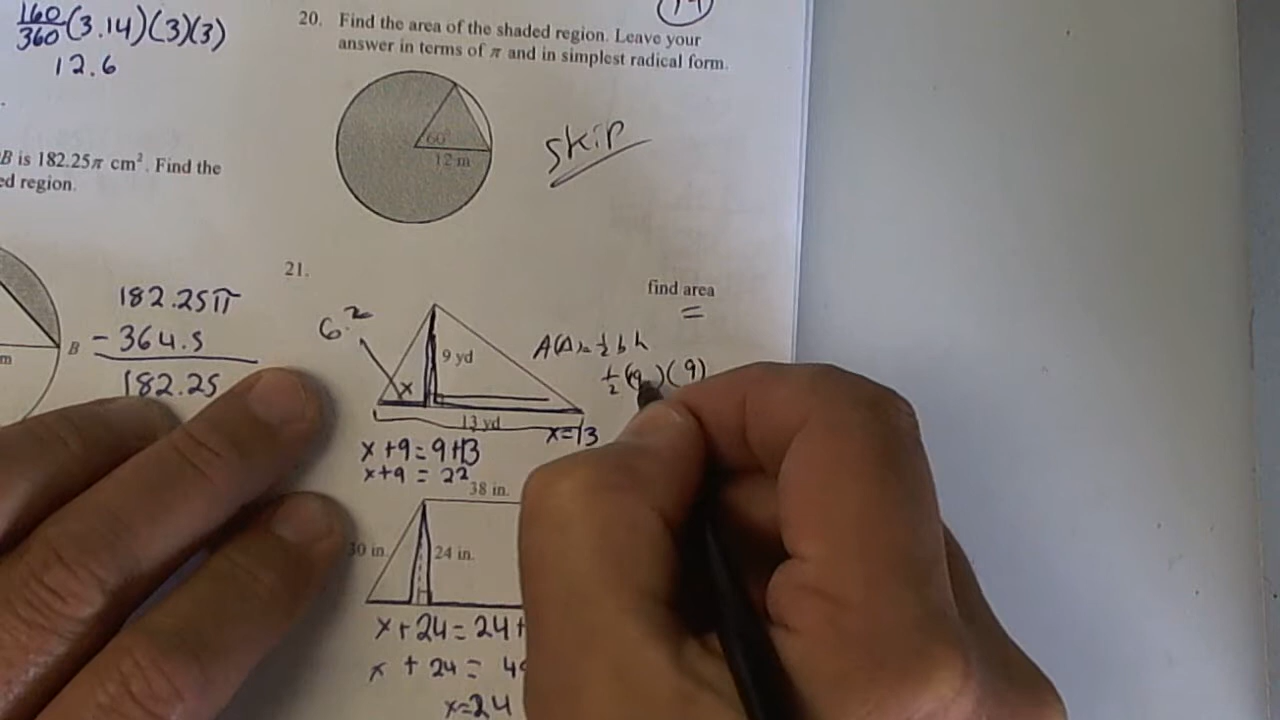 160/360 (3.14)(3)(3)
12.6
B is 182.25π cm². Find the
ed region.
182.25π
- 364.5
182.25
B
m
20. Find the area of the shaded region. Leave your
answer in terms of π and in simplest radical form.
60°
12 m
skip
21.
find area
=
9 yd
x
13 yd
A(Δ)= ½ b h
½ ( )(9)
x=13
x+9=9+13
x+9 = 22
38 in.
30 in.
24 in.
x+24=24+
x + 24 =
x=24